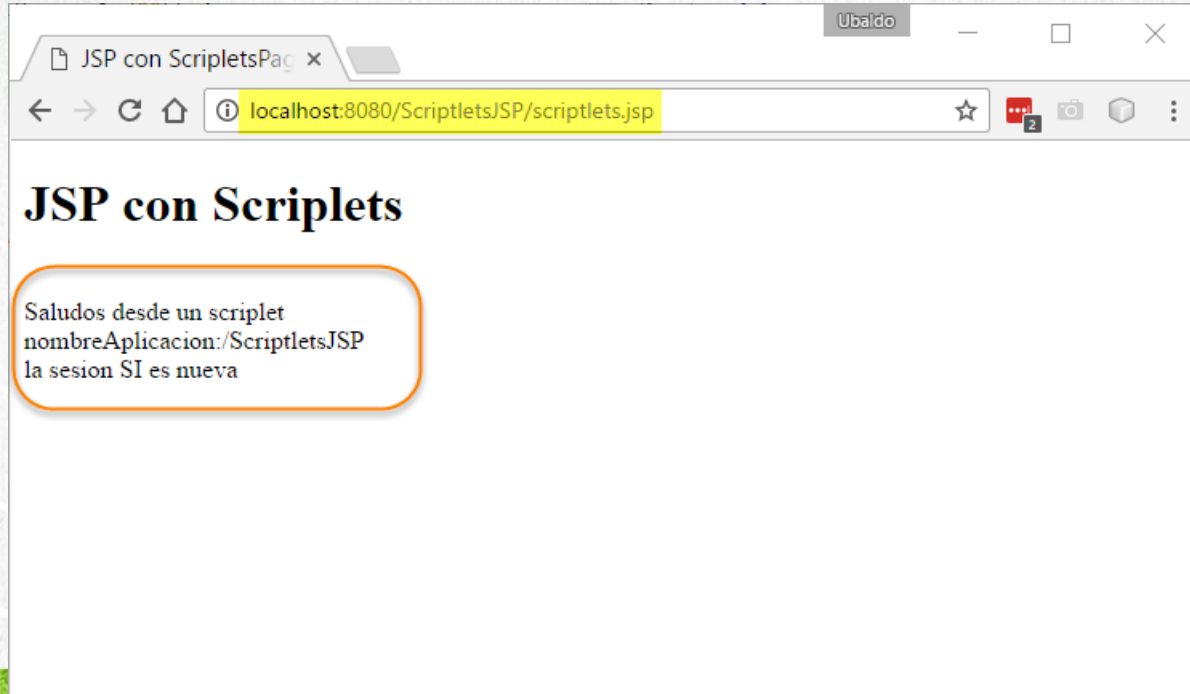 Ubaldo
JSP con ScripletsPag
localhost:8080/ScriptletsJSP/scriptlets.jsp
2
JSP con Scriplets
Saludos desde un scriplet
nombreAplicacion:/ScriptletsJSP
la sesion SI es nueva